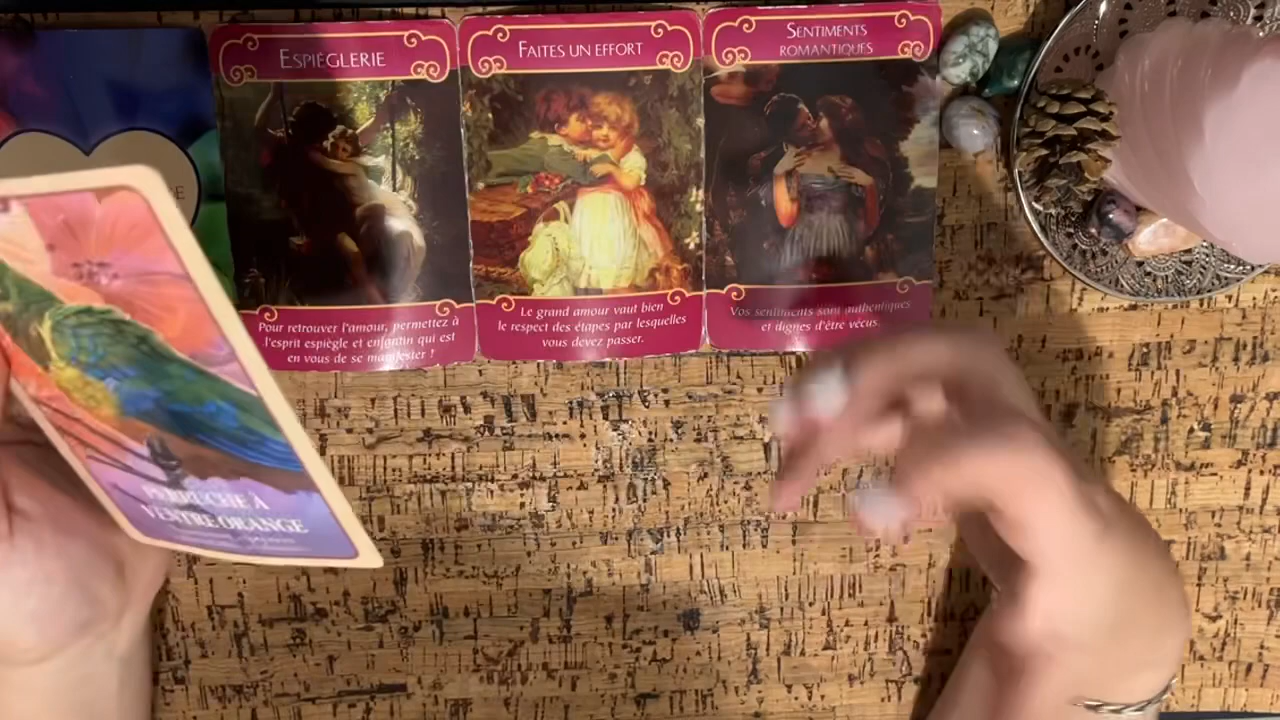 ESPIÈGLERIE
Pour retrouver l'amour, permettez à
l'esprit espiègle et enfantin qui est
en vous de se manifester !
FAITES UN EFFORT
Le grand amour vaut bien
le respect des étapes par lesquelles
vous devez passer.
SENTIMENTS
ROMANTIQUES
Vos sentiments sont authentiques
et dignes d'être vécus.
PERRUCHE À
VENTRE ORANGE